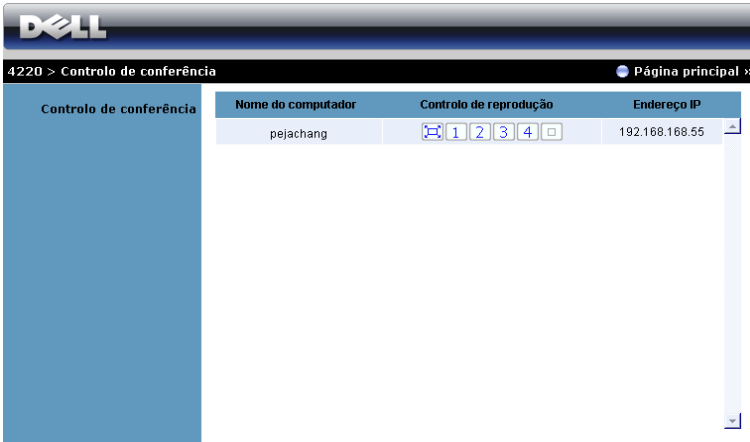 DELL
4220 > Controlo de conferência
Página principal »
Controlo de conferência
Nome do computador Controlo de reprodução Endereço IP
pejachang 1 2 3 4 192.168.168.55